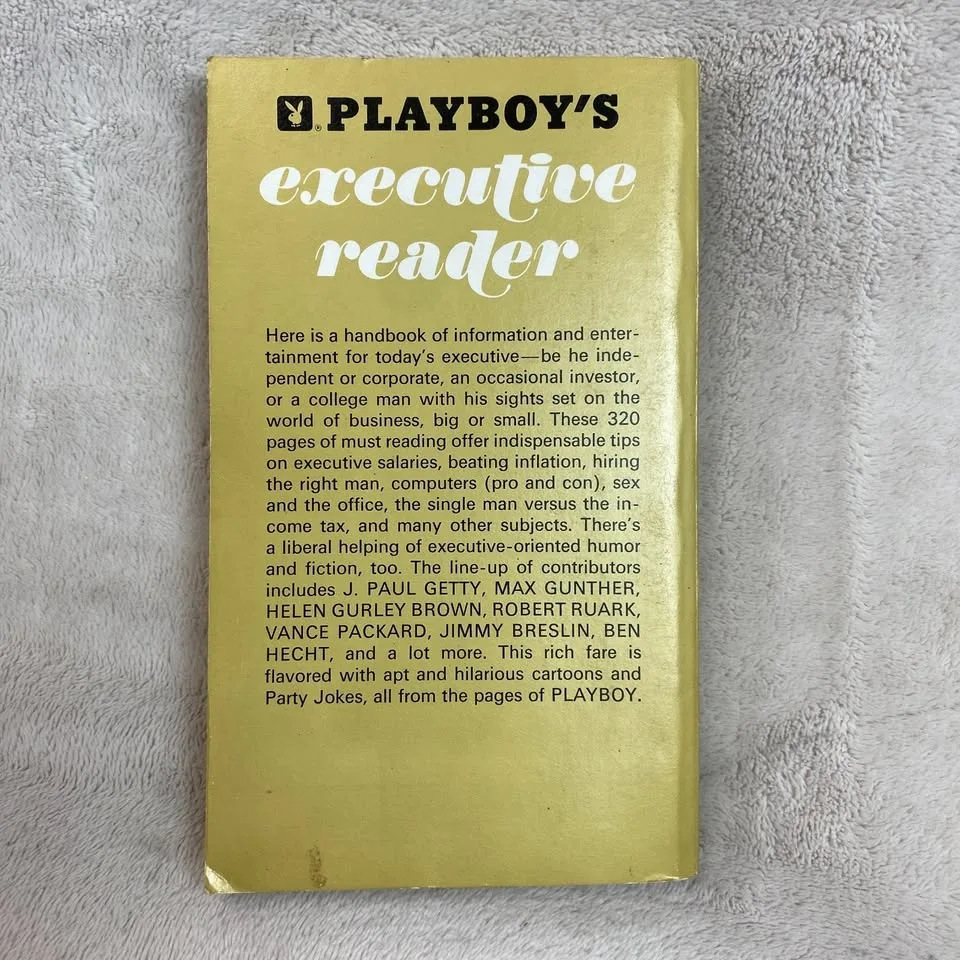 PLAYBOY'S
executive
reader
Here is a handbook of information and enter-
tainment for today's executive—be he inde-
pendent or corporate, an occasional investor,
or a college man with his sights set on the
world of business, big or small. These 320
pages of must reading offer indispensable tips
on executive salaries, beating inflation, hiring
the right man, computers (pro and con), sex
and the office, the single man versus the in-
come tax, and many other subjects. There's
a liberal helping of executive-oriented humor
and fiction, too. The line-up of contributors
includes J. PAUL GETTY, MAX GUNTHER,
HELEN GURLEY BROWN, ROBERT RUARK,
VANCE PACKARD, JIMMY BRESLIN, BEN
HECHT, and a lot more. This rich fare is
flavored with apt and hilarious cartoons and
Party Jokes, all from the pages of PLAYBOY.